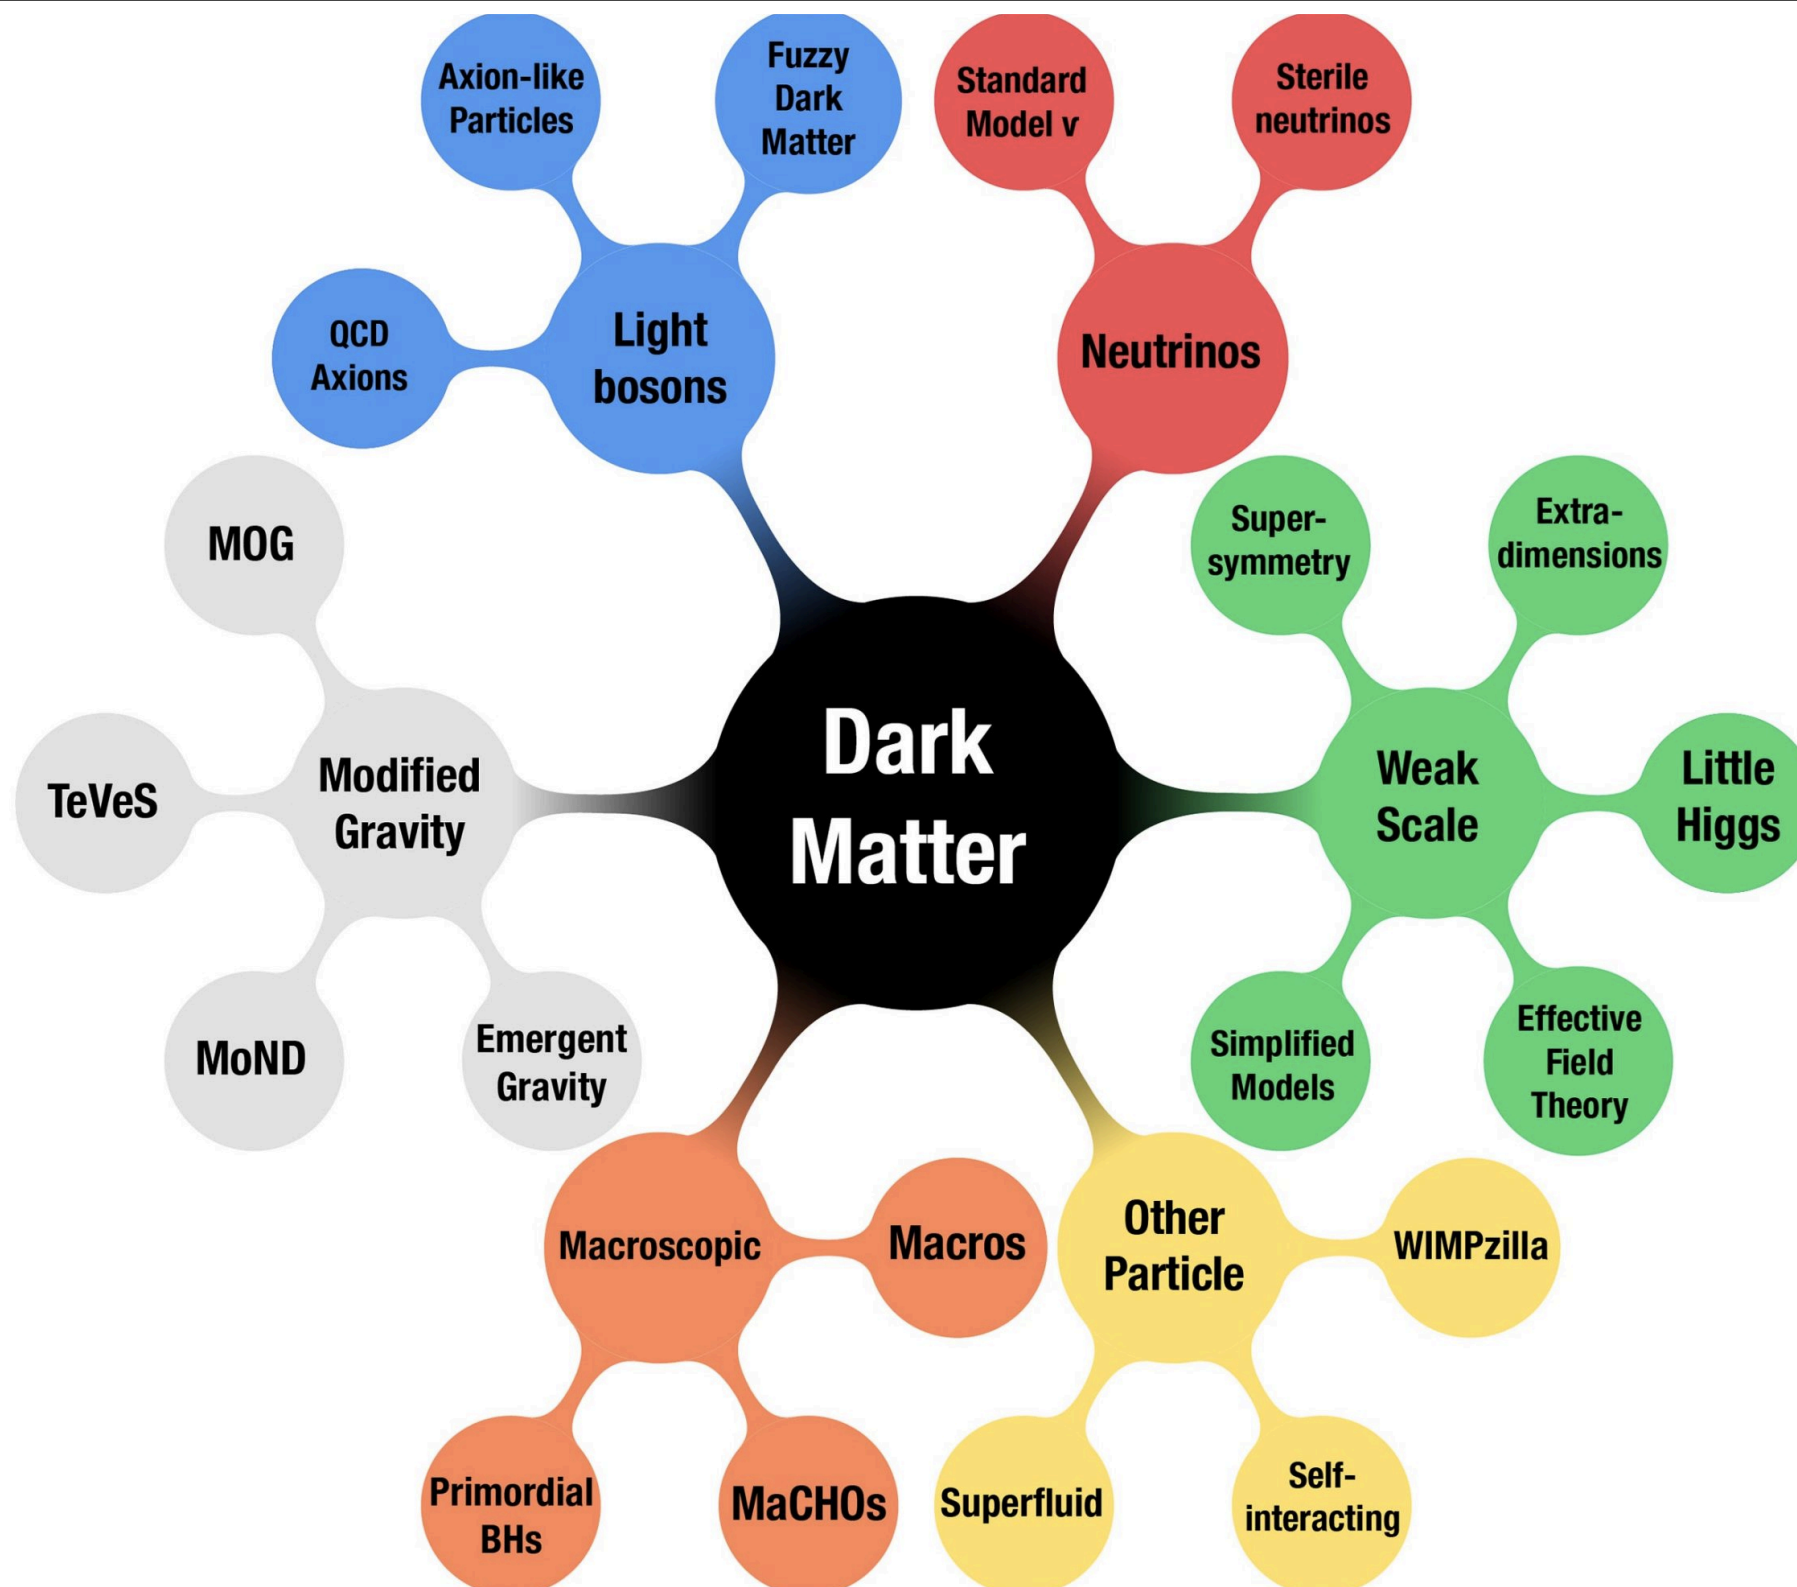 Axion-like
Particles
Fuzzy
Dark
Matter
Standard
Model ν
Sterile
neutrinos
QCD
Axions
Light
bosons
Neutrinos
MOG
Super-
symmetry
Extra-
dimensions
TeVeS
Modified
Gravity
Dark
Matter
Weak
Scale
Little
Higgs
MoND
Emergent
Gravity
Simplified
Models
Effective
Field
Theory
Macroscopic
Macros
Other
Particle
WIMPzilla
Primordial
BHs
MaCHOs
Superfluid
Self-
interacting